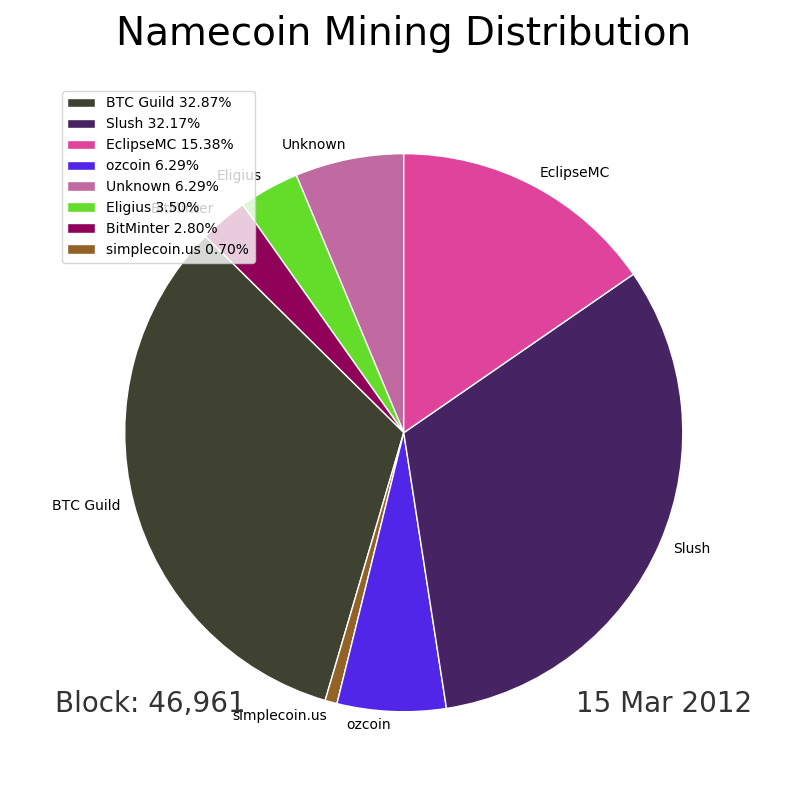 Namecoin Mining Distribution
BTC Guild 32.87%
Slush 32.17%
EclipseMC 15.38%
ozcoin 6.29%
Unknown 6.29%
Eligius 3.50%
BitMinter 2.80%
simplecoin.us 0.70%
Unknown
EclipseMC
Eligius
BitMinter
BTC Guild
Slush
simplecoin.us
ozcoin
Block: 46,961
15 Mar 2012